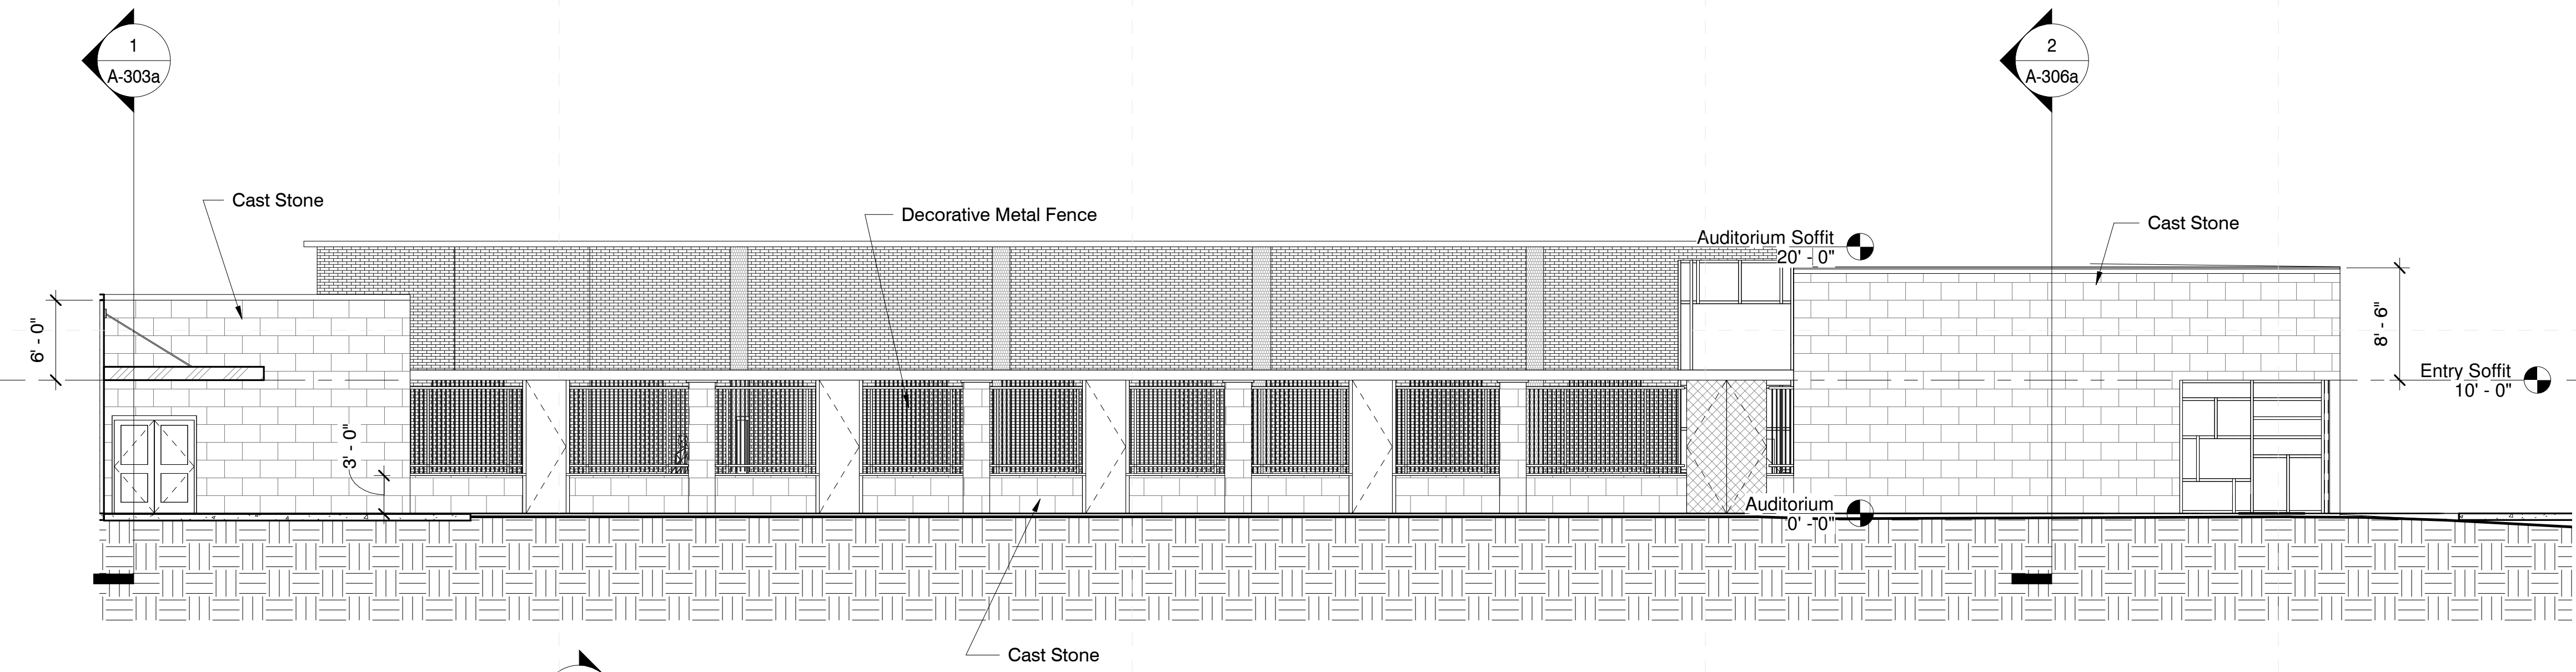 1
A-303a
2
A-306a
Cast Stone
Decorative Metal Fence
Cast Stone
Auditorium Soffit
20' - 0"
6' - 0"
8' - 6"
Entry Soffit
10' - 0"
3' - 0"
Auditorium
0' - 0"
Cast Stone